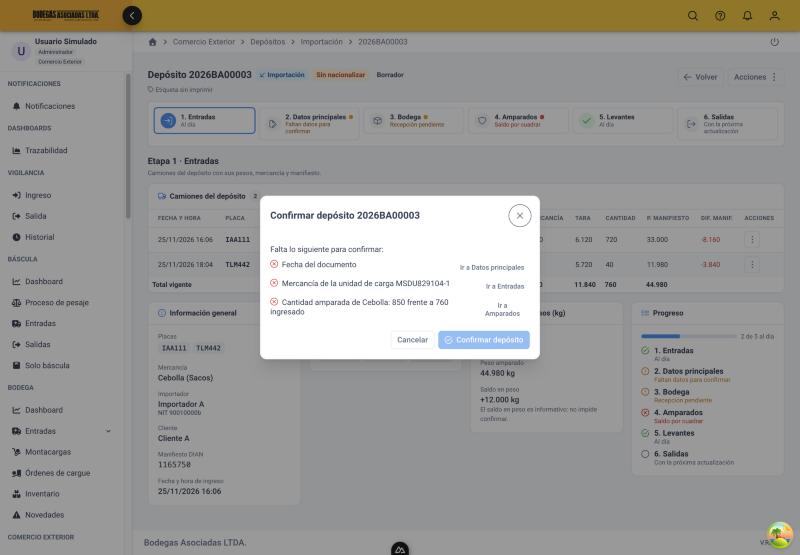 BODEGAS ASOCIADAS LTDA.
U
Usuario Simulado
Administrador
Comercio Exterior
NOTIFICACIONES
Notificaciones
DASHBOARDS
Trazabilidad
VIGILANCIA
Ingreso
Salida
Historial
BÁSCULA
Dashboard
Proceso de pesaje
Entradas
Salidas
Solo báscula
BODEGA
Dashboard
Entradas
Montacargas
Órdenes de cargue
Inventario
Novedades
COMERCIO EXTERIOR
Comercio Exterior > Depósitos > Importación > 2026BA00003
Depósito 2026BA00003 Importación Sin nacionalizar Borrador
Etiqueta sin imprimir
Volver
Acciones
1. Entradas
Al día
2. Datos principales
Faltan datos para
confirmar
3. Bodega
Recepción pendiente
4. Amparados
Saldo por cuadrar
5. Levantes
Al día
6. Salidas
Con la próxima
actualización
Etapa 1 · Entradas
Camiones del depósito con sus pesos, mercancía y manifiesto.
Camiones del depósito 2
FECHA Y HORA PLACA CANCÍA TARA CANTIDAD P. MANIFIESTO DIF. MANIF. ACCIONES
25/11/2026 16:06 IAA111 0 6.120 720 33.000 -8.160
25/11/2026 18:04 TLM442 0 5.720 40 11.980 -3.840
Total vigente 11.840 760 44.980
Confirmar depósito 2026BA00003
Falta lo siguiente para confirmar:
Fecha del documento
Ir a Datos principales
Mercancía de la unidad de carga MSDU829104-1
Ir a Entradas
Cantidad amparada de Cebolla: 850 frente a 760
ingresado
Ir a
Amparados
Cancelar
Confirmar depósito
Información general
Placas
IAA111 TLM442
Mercancía
Cebolla (Sacos)
Importador
Importador A
NIT 90010000b
Cliente
Cliente A
Manifiesto DIAN
1165750
Fecha y hora de ingreso
25/11/2026 16:06
sos (kg)
Peso amparado
44.980 kg
Saldo en peso
+12.000 kg
El saldo en peso es informativo: no impide
confirmar.
Progreso
2 de 5 al día
1. Entradas
Al día
2. Datos principales
Faltan datos para confirmar
3. Bodega
Recepción pendiente
4. Amparados
Saldo por cuadrar
5. Levantes
Al día
6. Salidas
Con la próxima actualización
Bodegas Asociadas LTDA.